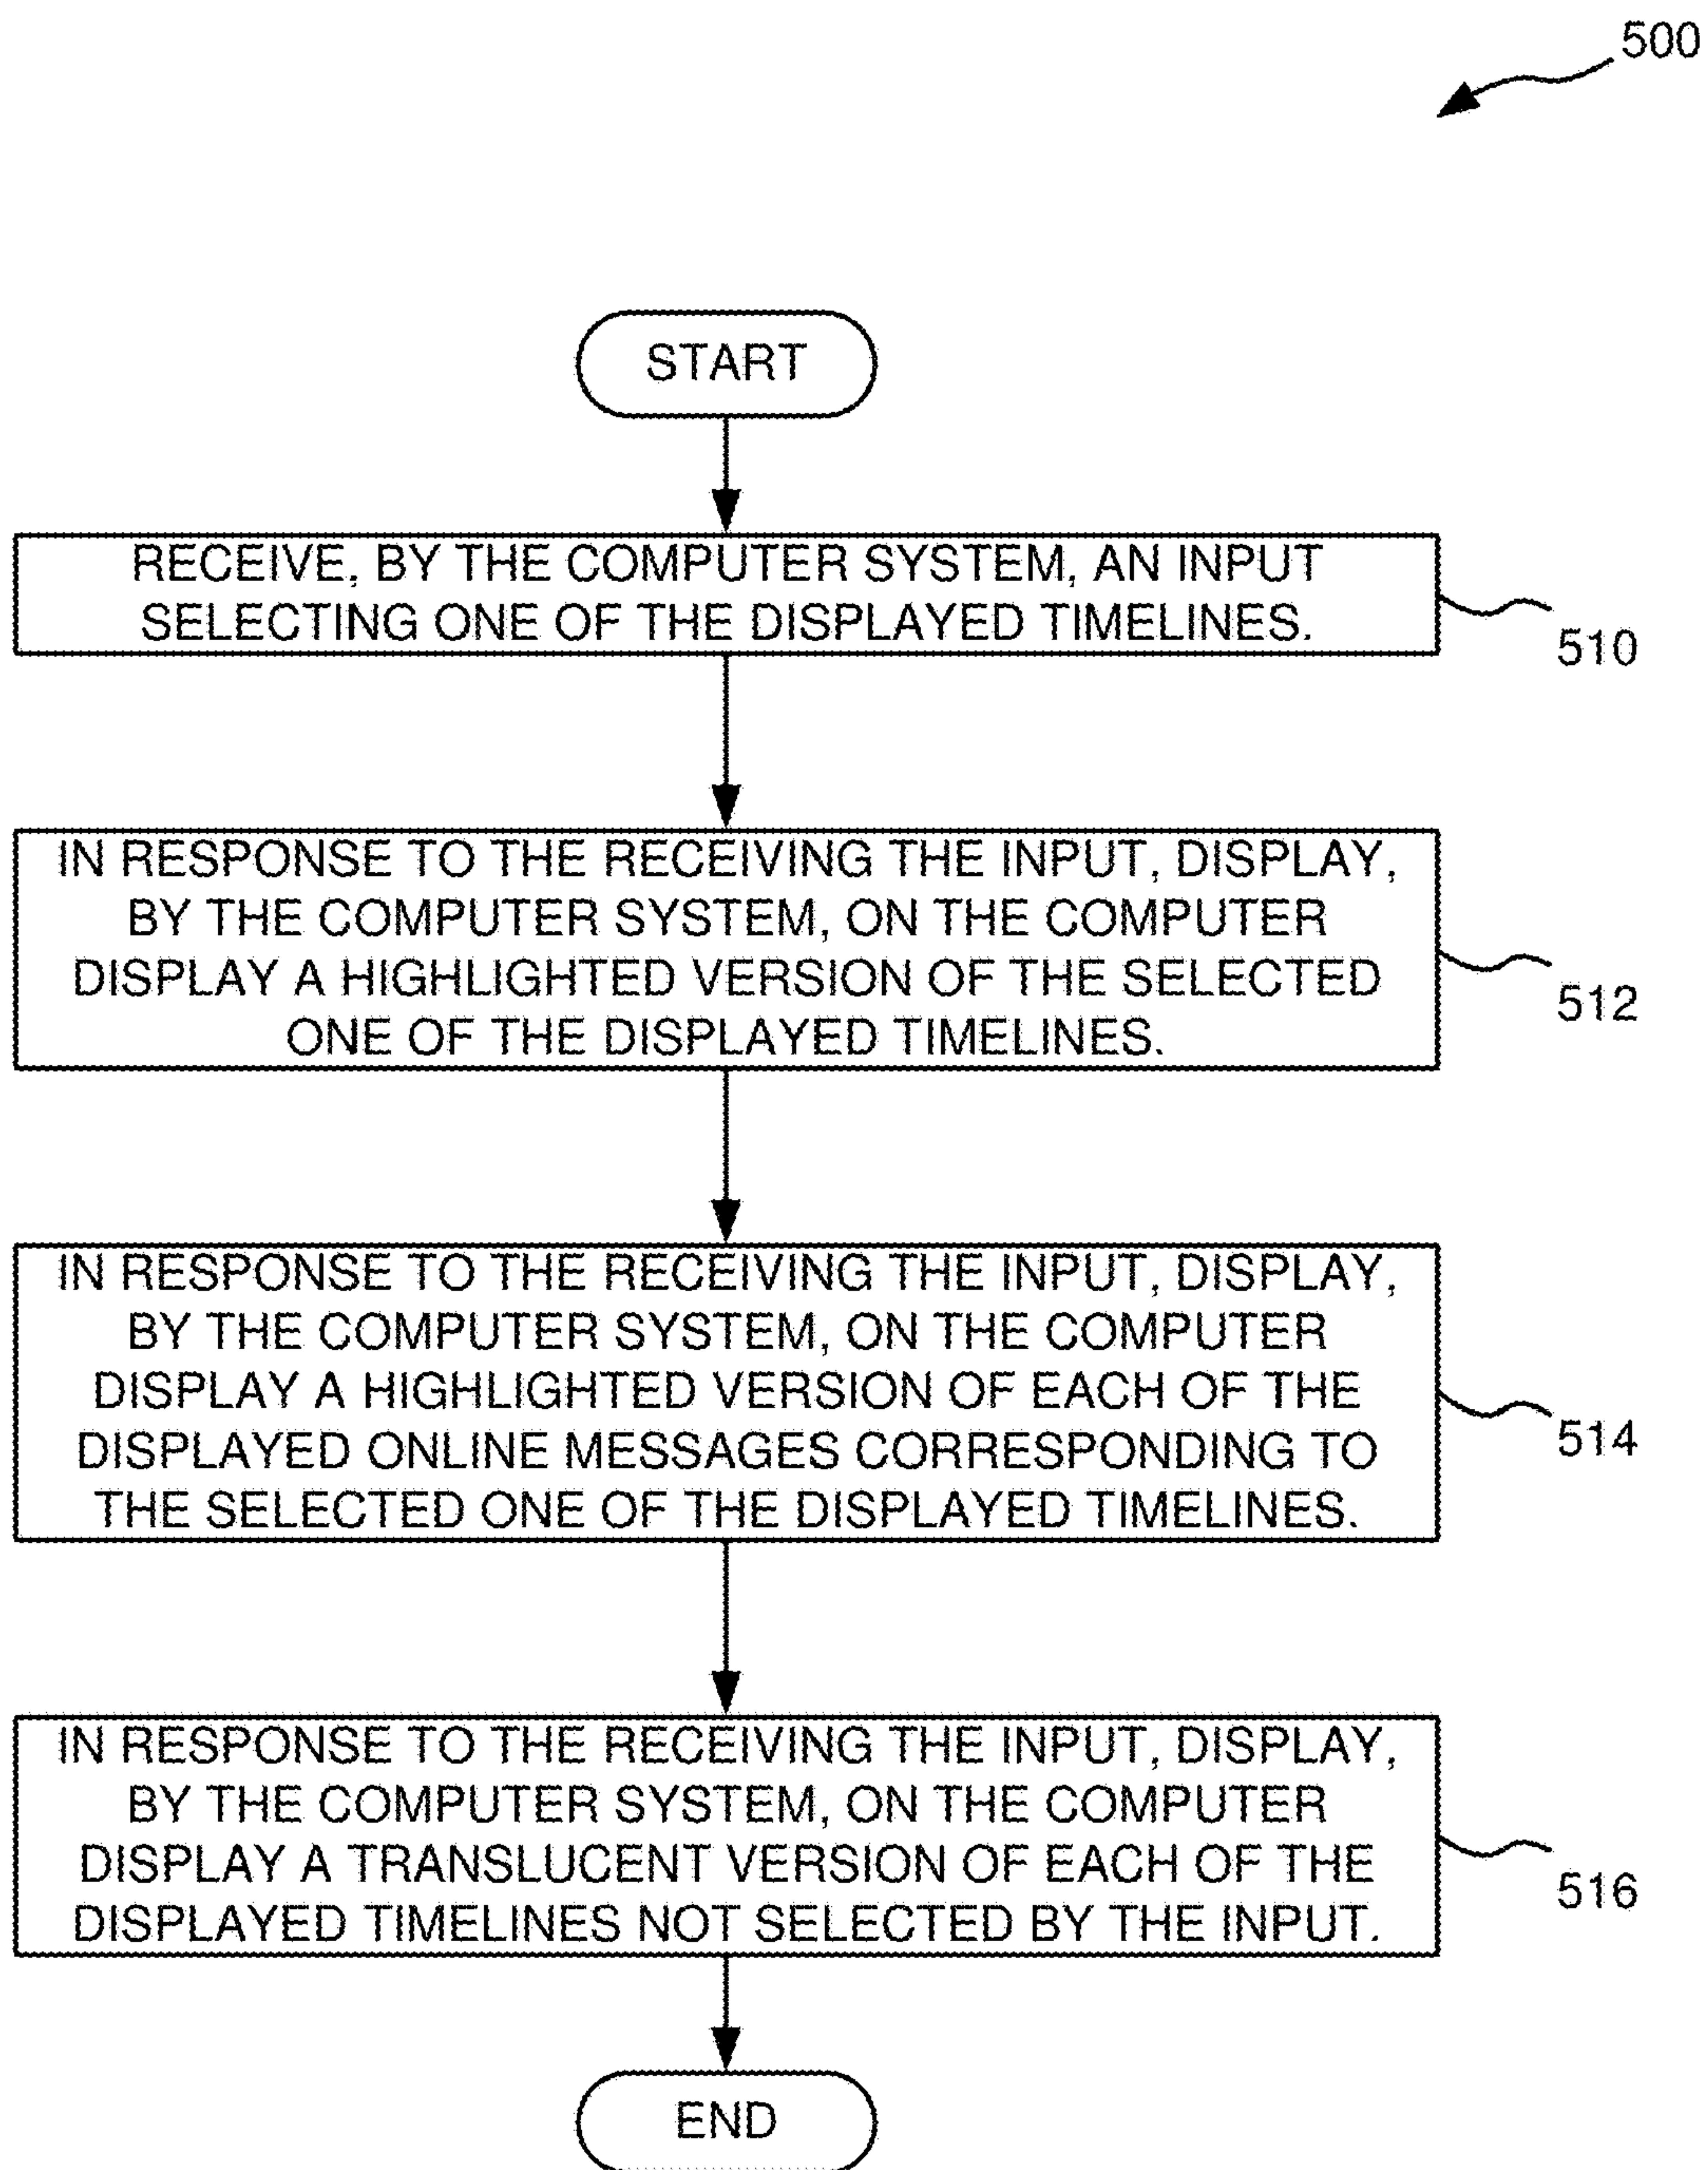 500
START
RECEIVE, BY THE COMPUTER SYSTEM, AN INPUT
SELECTING ONE OF THE DISPLAYED TIMELINES.
510
IN RESPONSE TO THE RECEIVING THE INPUT, DISPLAY,
BY THE COMPUTER SYSTEM, ON THE COMPUTER
DISPLAY A HIGHLIGHTED VERSION OF THE SELECTED
ONE OF THE DISPLAYED TIMELINES.
512
IN RESPONSE TO THE RECEIVING THE INPUT, DISPLAY,
BY THE COMPUTER SYSTEM, ON THE COMPUTER
DISPLAY A HIGHLIGHTED VERSION OF EACH OF THE
DISPLAYED ONLINE MESSAGES CORRESPONDING TO
THE SELECTED ONE OF THE DISPLAYED TIMELINES.
514
IN RESPONSE TO THE RECEIVING THE INPUT, DISPLAY,
BY THE COMPUTER SYSTEM, ON THE COMPUTER
DISPLAY A TRANSLUCENT VERSION OF EACH OF THE
DISPLAYED TIMELINES NOT SELECTED BY THE INPUT.
516
END